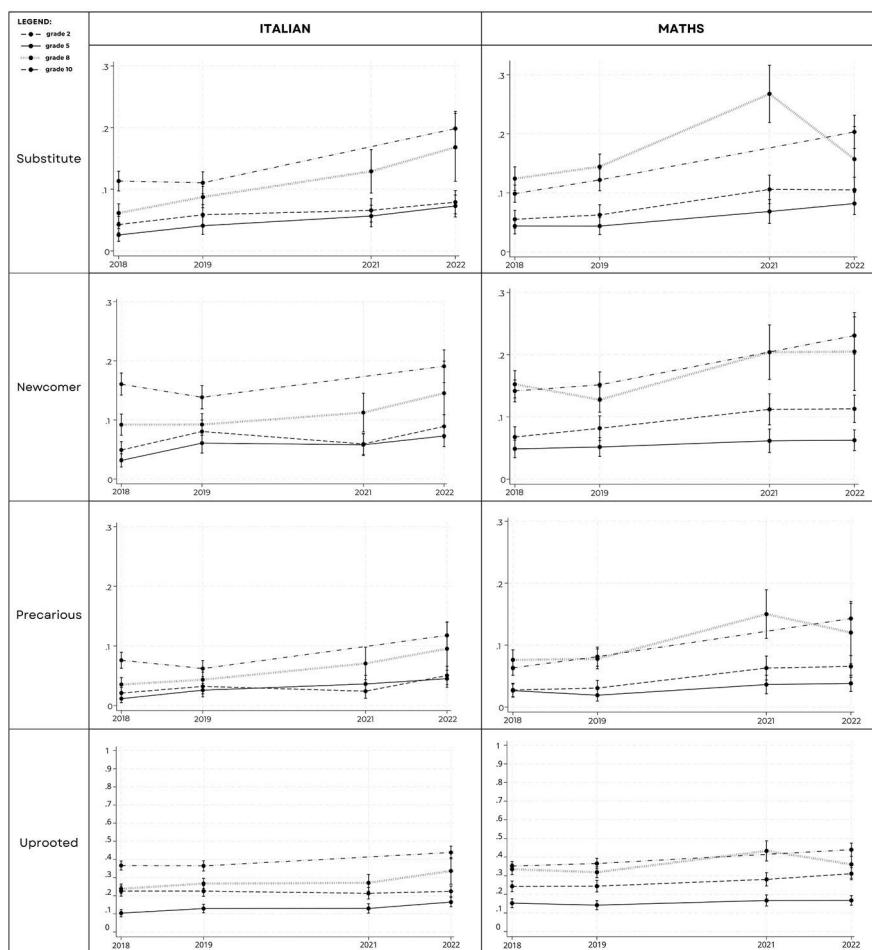 LEGEND:
grade 2
grade 5
grade 8
grade 10
ITALIAN
MATHS
Substitute
.3
.2
.1
0
2018 2019 2021 2022
.3
.2
.1
0
2018 2019 2021 2022
Newcomer
.3
.2
.1
0
2018 2019 2021 2022
.3
.2
.1
0
2018 2019 2021 2022
Precarious
.3
.2
.1
0
2018 2019 2021 2022
.3
.2
.1
0
2018 2019 2021 2022
Uprooted
1
.9
.8
.7
.6
.5
.4
.3
.2
.1
0
2018 2019 2021 2022
1
.9
.8
.7
.6
.5
.4
.3
.2
.1
0
2018 2019 2021 2022